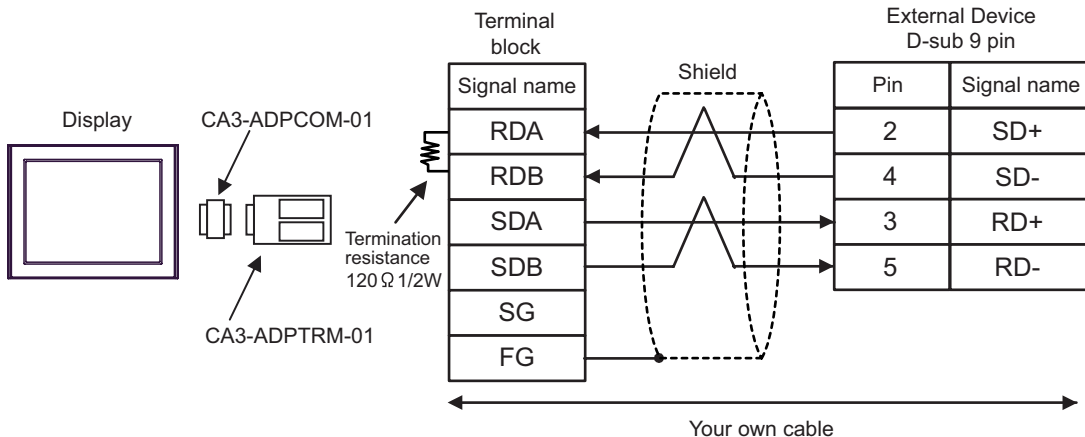 Terminal
block
External Device
D-sub 9 pin
Display
CA3-ADPCOM-01
Signal name
Shield
Pin
Signal name
RDA
2
SD+
RDB
4
SD-
SDA
3
RD+
SDB
5
RD-
SG
FG
Termination
resistance
120Ω 1/2W
CA3-ADPTRM-01
Your own cable